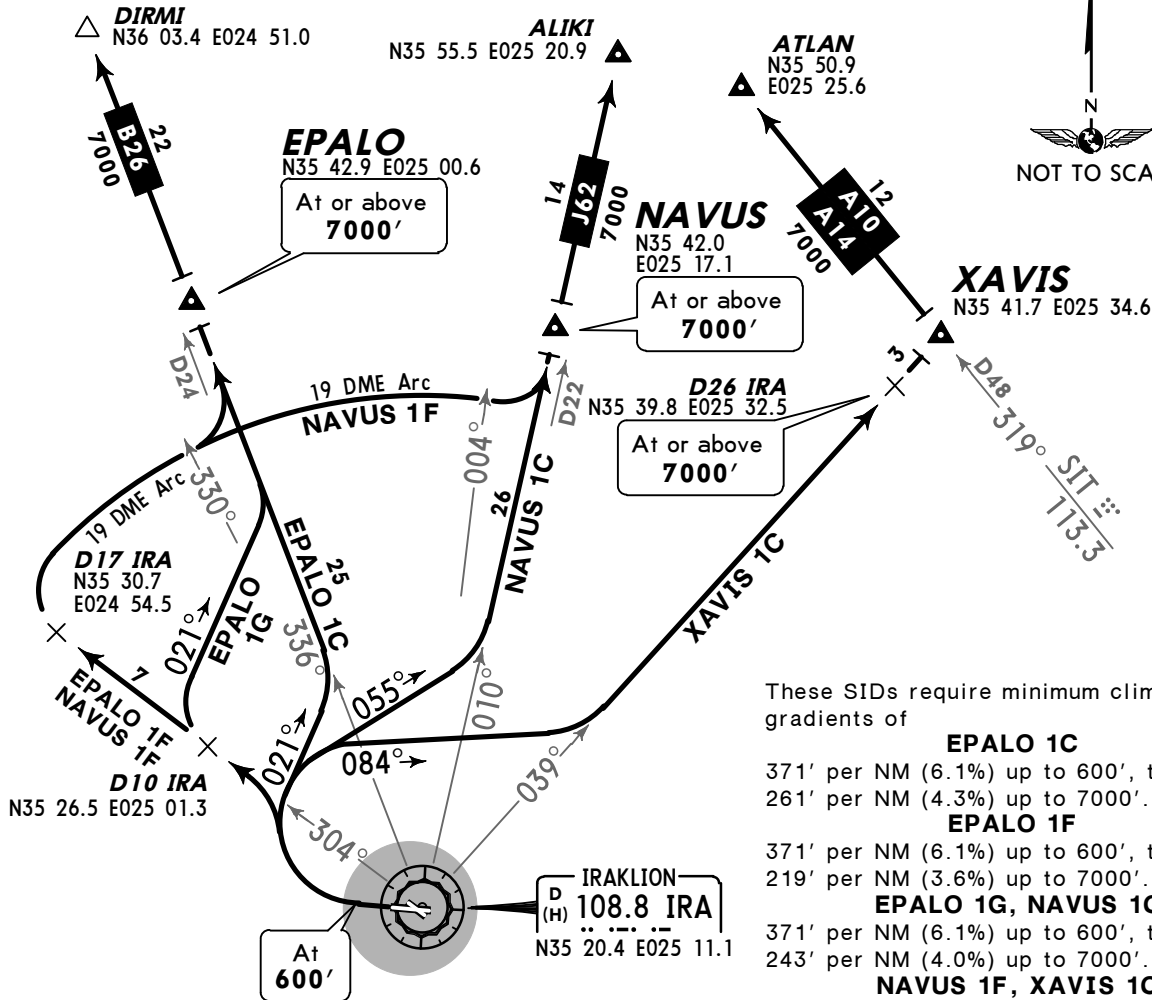 DIRMI
N36 03.4 E024 51.0
ALIKI
N35 55.5 E025 20.9
ATLAN
N35 50.9
E025 25.6
N
NOT TO SCA
B26
22
7000
EPALO
N35 42.9 E025 00.6
At or above
7000'
J62
14
7000
NAVUS
N35 42.0
E025 17.1
At or above
7000'
A10
A14
12
7000
XAVIS
N35 41.7 E025 34.6
D24
19 DME Arc
NAVUS 1F
D22
3
D26 IRA
N35 39.8 E025 32.5
At or above
7000'
D48
319°
SIT
113.3
19 DME Arc
330°
004°
26
NAVUS 1C
D17 IRA
N35 30.7
E024 54.5
25
EPALO 1C
021°
EPALO
1G
336°
XAVIS 1C
7
EPALO 1F
NAVUS 1F
055°
010°
D10 IRA
N35 26.5 E025 01.3
021°
084°
039°
304°
IRAKLION
D
(H)
108.8 IRA
N35 20.4 E025 11.1
At
600'
These SIDs require minimum clim
gradients of
EPALO 1C
371' per NM (6.1%) up to 600', t
261' per NM (4.3%) up to 7000'.
EPALO 1F
371' per NM (6.1%) up to 600', t
219' per NM (3.6%) up to 7000'.
EPALO 1G, NAVUS 1C
371' per NM (6.1%) up to 600', t
243' per NM (4.0%) up to 7000'.
NAVUS 1F, XAVIS 1C